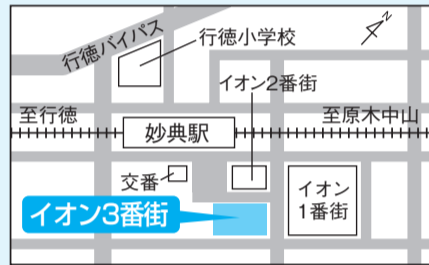 N
行徳バイパス
行徳小学校
イオン2番街
至行徳
至原木中山
妙典駅
交番
イオン
1番街
イオン3番街